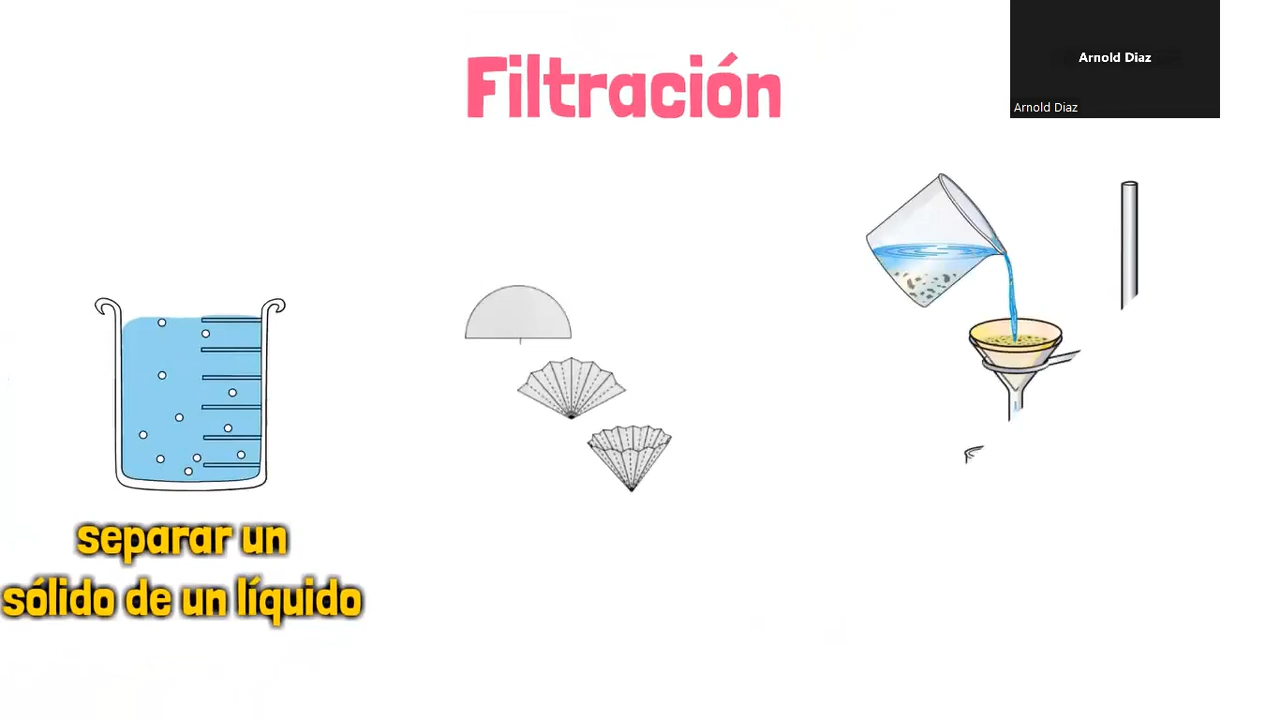 Filtración
Arnold Diaz
Arnold Diaz
separar un
sólido de un líquido